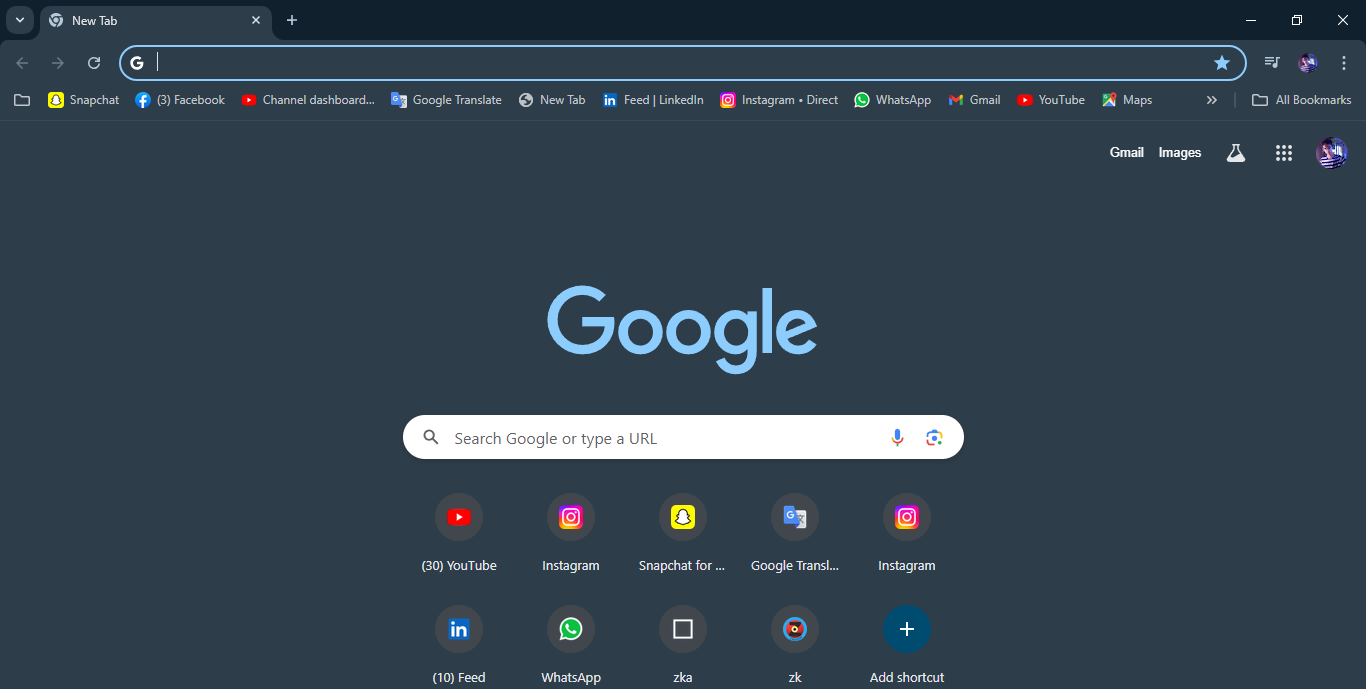 New Tab
Snapchat (3) Facebook Channel dashboard... Google Translate New Tab Feed | LinkedIn Instagram • Direct WhatsApp Gmail YouTube Maps » All Bookmarks
Gmail Images
Google
Search Google or type a URL
(30) YouTube Instagram Snapchat for ... Google Transl... Instagram
(10) Feed WhatsApp zka zk Add shortcut